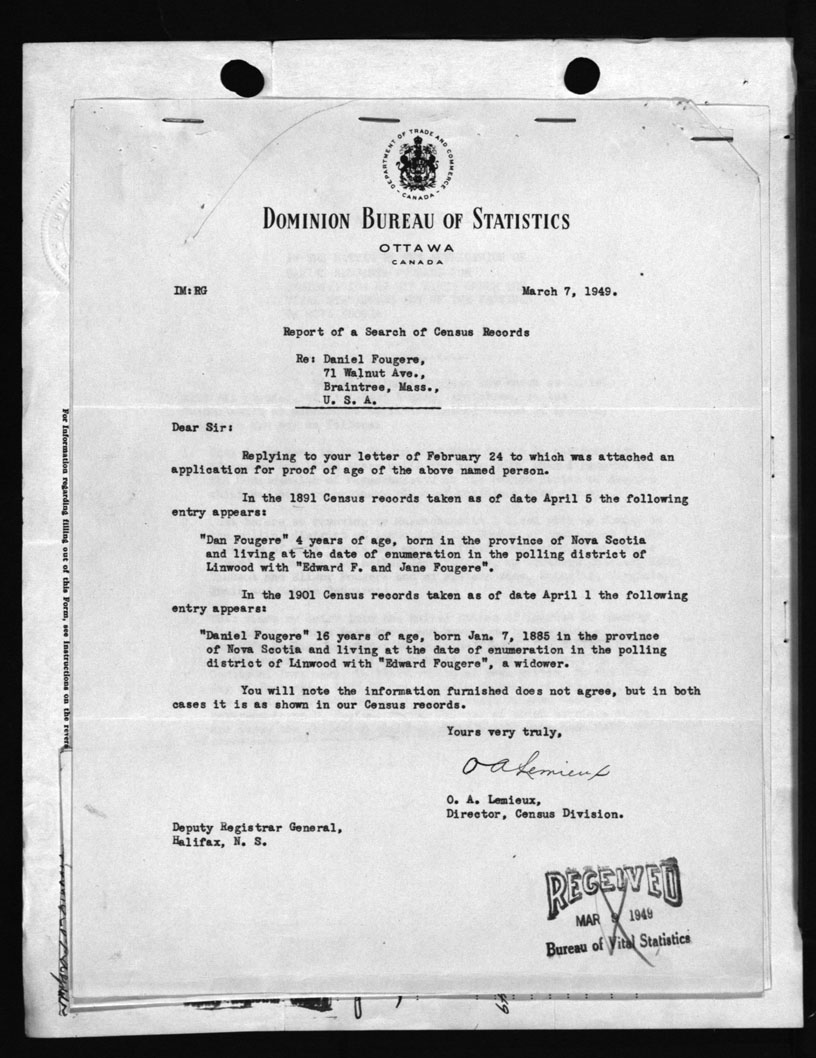 DEPARTMENT OF TRADE AND COMMERCE
CANADA
DOMINION BUREAU OF STATISTICS
OTTAWA
CANADA
IM:RG
March 7, 1949.
Report of a Search of Census Records
Re: Daniel Fougere,
71 Walnut Ave.,
Braintree, Mass.,
U. S. A.
Dear Sir:
Replying to your letter of February 24 to which was attached an
application for proof of age of the above named person.
In the 1891 Census records taken as of date April 5 the following
entry appears:
"Dan Fougere" 4 years of age, born in the province of Nova Scotia
and living at the date of enumeration in the polling district of
Linwood with "Edward F. and Jane Fougere".
In the 1901 Census records taken as of date April 1 the following
entry appears:
"Daniel Fougere" 16 years of age, born Jan. 7, 1885 in the province
of Nova Scotia and living at the date of enumeration in the polling
district of Linwood with "Edward Fougere", a widower.
You will note the information furnished does not agree, but in both
cases it is as shown in our Census records.
Yours very truly,
O A Lemieux
O. A. Lemieux,
Director, Census Division.
Deputy Registrar General,
Halifax, N. S.
RECEIVED
MAR 9 1949
Bureau of Vital Statistics
For Information regarding filling out of this Form, see Instructions on the